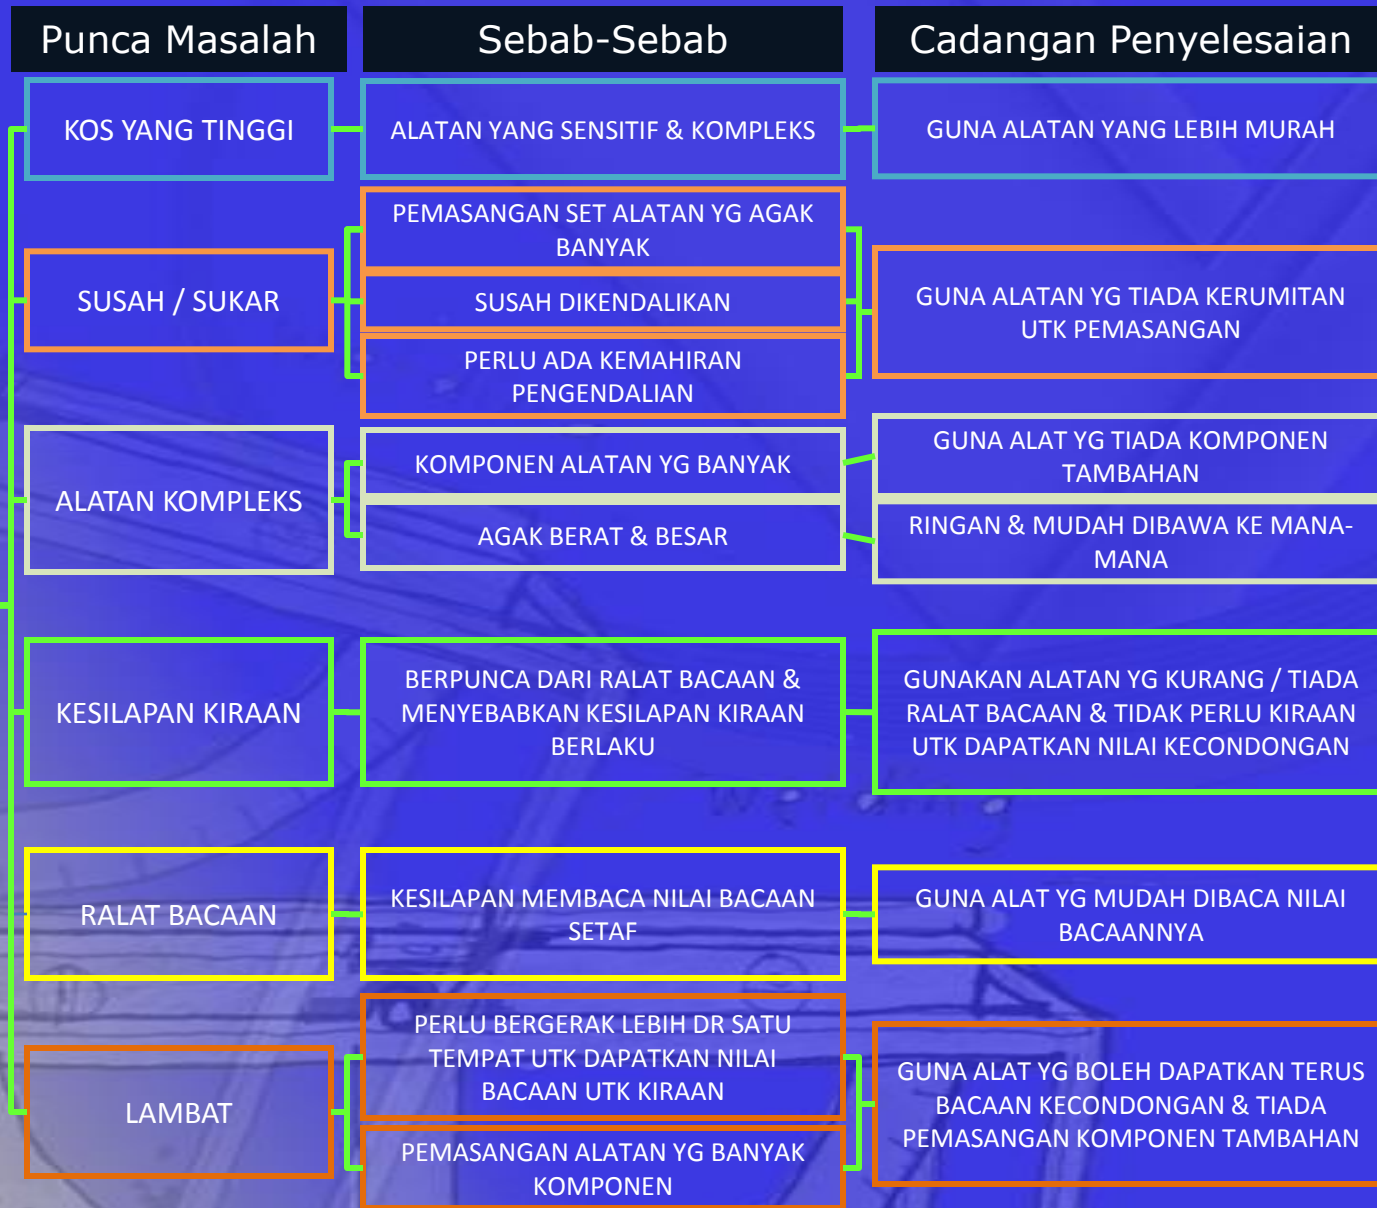 Punca Masalah
Sebab-Sebab
Cadangan Penyelesaian
KOS YANG TINGGI
ALATAN YANG SENSITIF & KOMPLEKS
GUNA ALATAN YANG LEBIH MURAH
SUSAH / SUKAR
PEMASANGAN SET ALATAN YG AGAK
BANYAK
SUSAH DIKENDALIKAN
PERLU ADA KEMAHIRAN
PENGENDALIAN
GUNA ALATAN YG TIADA KERUMITAN
UTK PEMASANGAN
ALATAN KOMPLEKS
KOMPONEN ALATAN YG BANYAK
GUNA ALAT YG TIADA KOMPONEN
TAMBAHAN
AGAK BERAT & BESAR
RINGAN & MUDAH DIBAWA KE MANA-
MANA
KESILAPAN KIRAAN
BERPUNCA DARI RALAT BACAAN &
MENYEBABKAN KESILAPAN KIRAAN
BERLAKU
GUNAKAN ALATAN YG KURANG / TIADA
RALAT BACAAN & TIDAK PERLU KIRAAN
UTK DAPATKAN NILAI KECONDONGAN
RALAT BACAAN
KESILAPAN MEMBACA NILAI BACAAN
SETAF
GUNA ALAT YG MUDAH DIBACA NILAI
BACAANNYA
LAMBAT
PERLU BERGERAK LEBIH DR SATU
TEMPAT UTK DAPATKAN NILAI
BACAAN UTK KIRAAN
PEMASANGAN ALATAN YG BANYAK
KOMPONEN
GUNA ALAT YG BOLEH DAPATKAN TERUS
BACAAN KECONDONGAN & TIADA
PEMASANGAN KOMPONEN TAMBAHAN